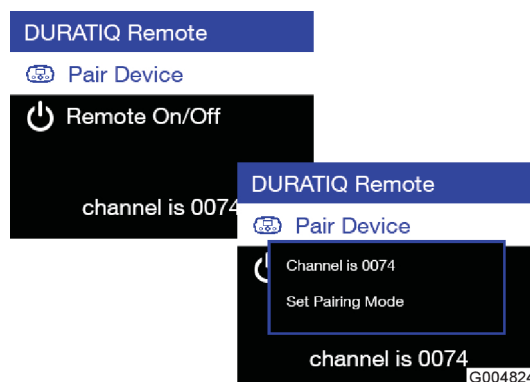 DURATIQ Remote
Pair Device
Remote On/Off
channel is 0074
DURATIQ Remote
Pair Device
Channel is 0074
Set Pairing Mode
channel is 0074
G004824